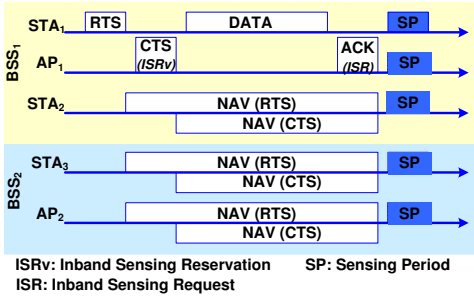 BSS1
STA1 RTS DATA SP
AP1 CTS (ISRv) ACK (ISR) SP
STA2 NAV (RTS) SP
NAV (CTS)
BSS2
STA3 NAV (RTS) SP
NAV (CTS)
AP2 NAV (RTS) SP
NAV (CTS)
ISRv: Inband Sensing Reservation SP: Sensing Period
ISR: Inband Sensing Request